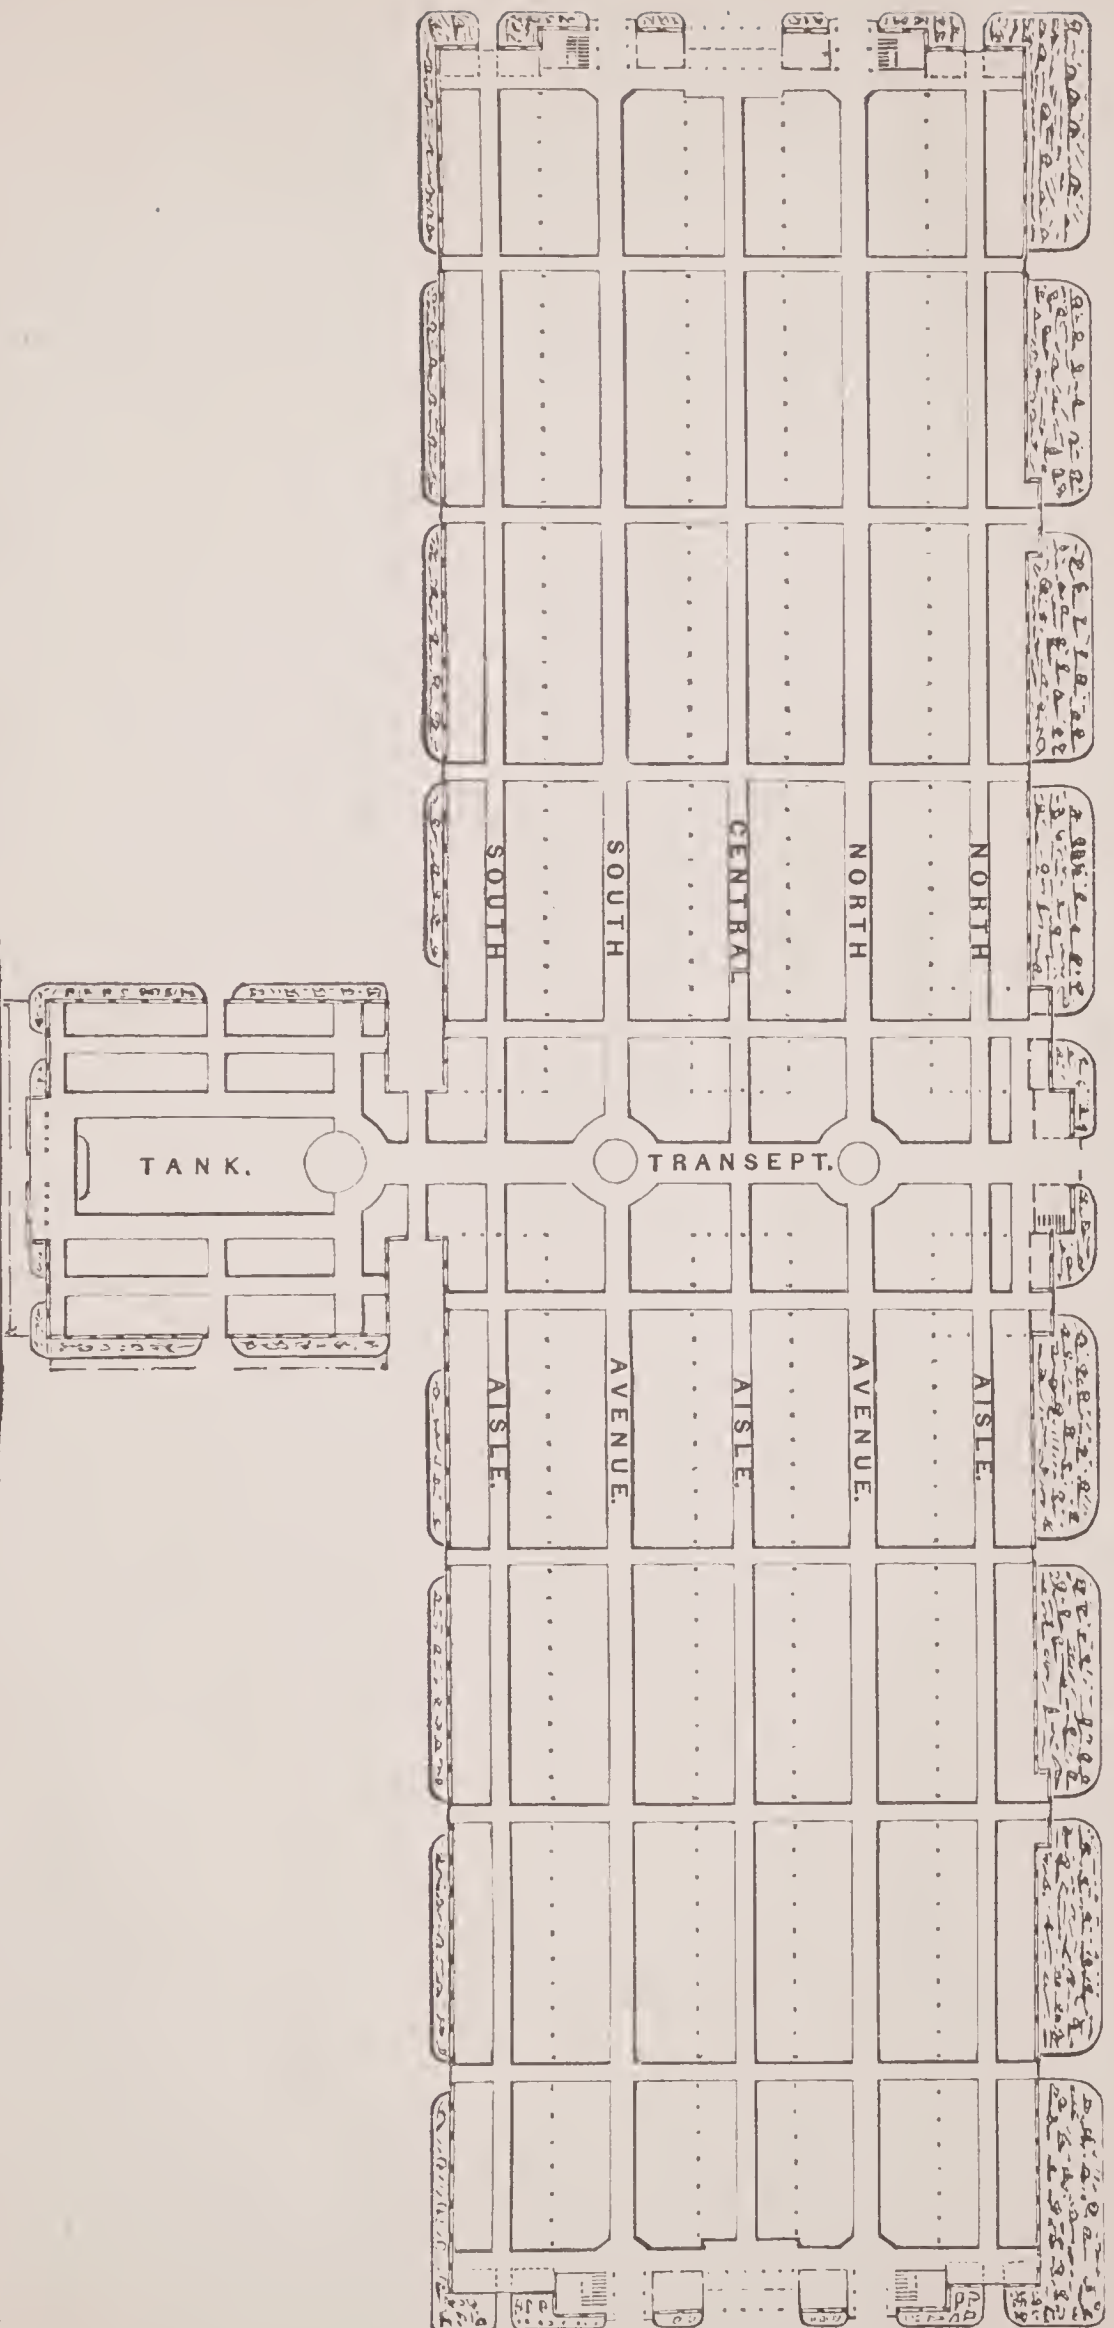 SOUTH AISLE.
SOUTH AVENUE.
CENTRAL AISLE.
NORTH AVENUE.
NORTH AISLE.
TANK.
TRANSEPT.